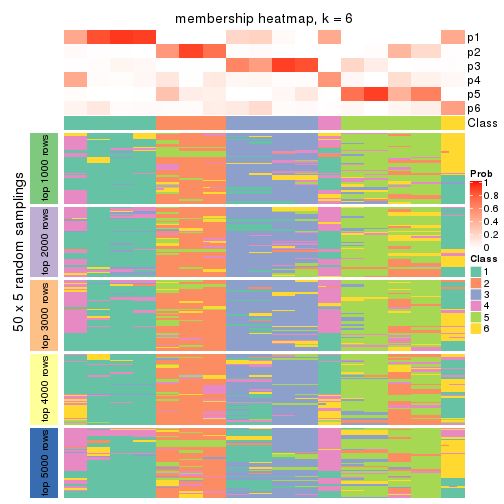 membership heatmap, k = 6
p1
p2
p3
p4
p5
p6
Class
50 x 5 random samplings
top 1000 rows
top 2000 rows
top 3000 rows
top 4000 rows
top 5000 rows
Prob
1
0.8
0.6
0.4
0.2
0
Class
1
2
3
4
5
6